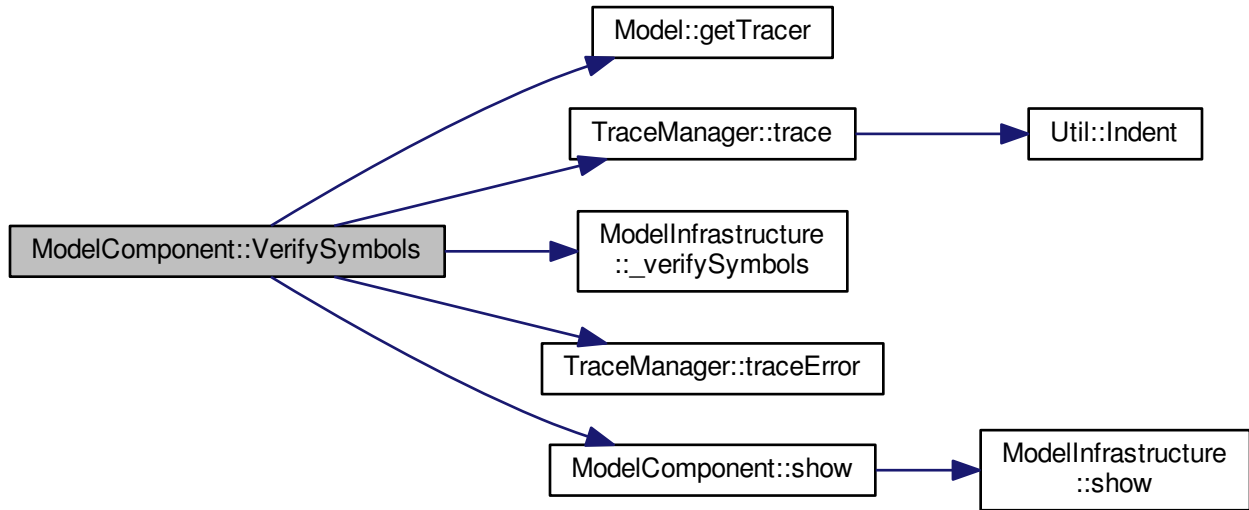 Model::getTracer
TraceManager::trace
Util::Indent
ModelComponent::VerifySymbols
ModelInfrastructure
::_verifySymbols
TraceManager::traceError
ModelComponent::show
ModelInfrastructure
::show